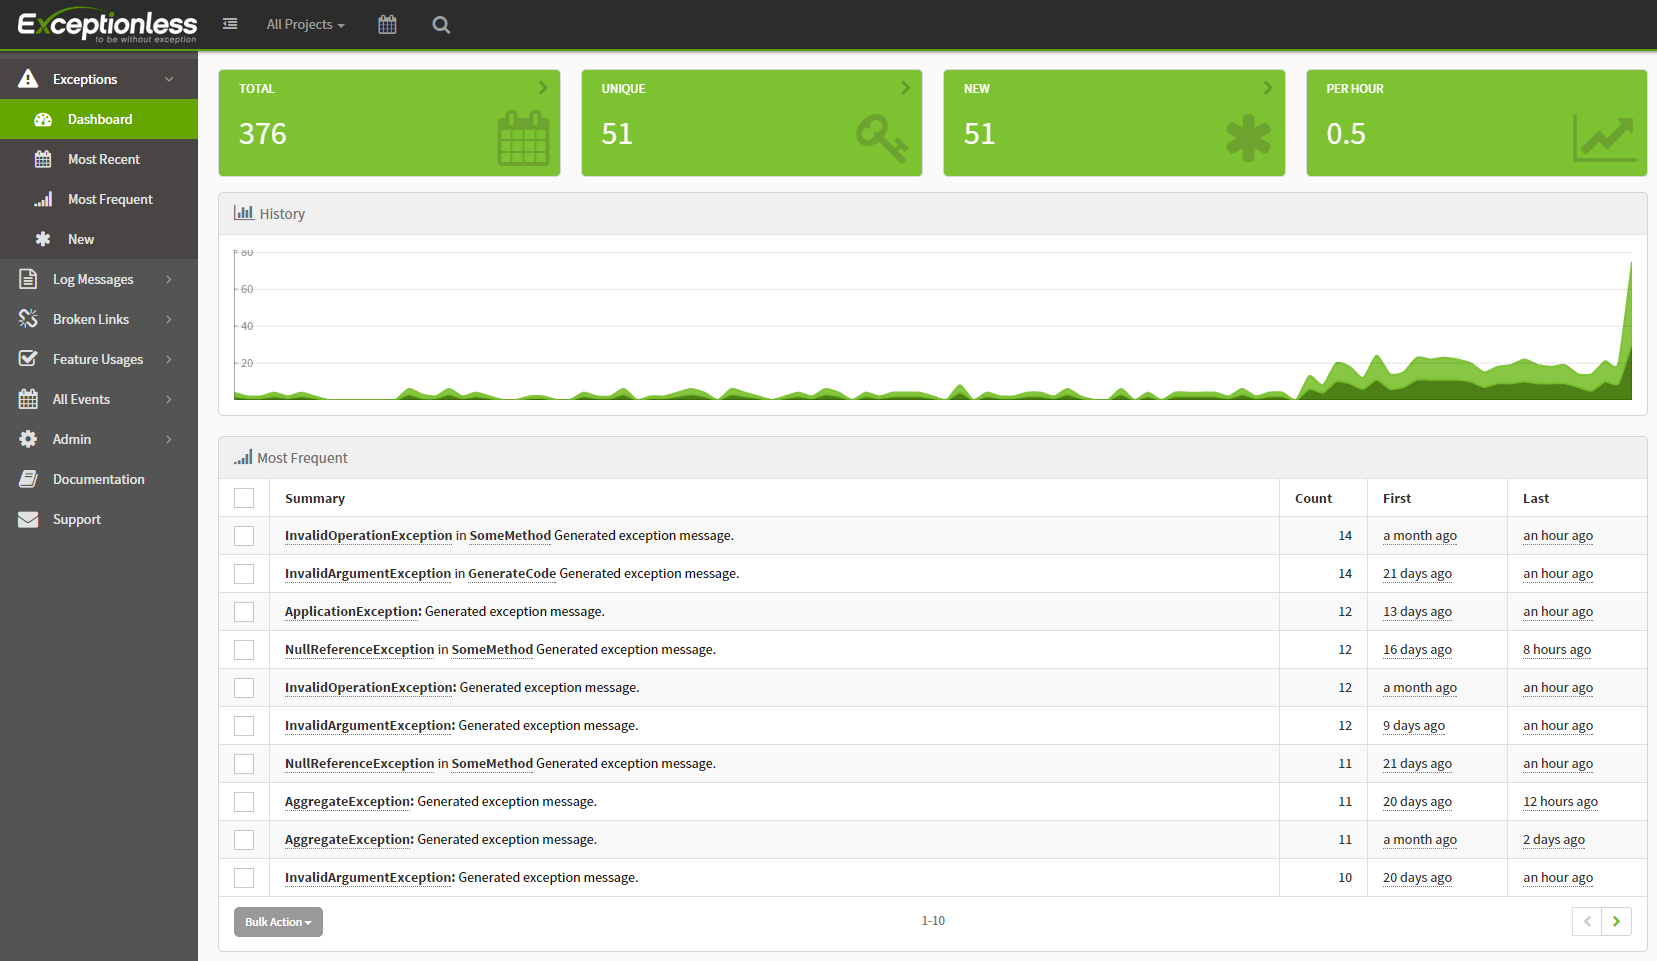 Exceptionless
to be without exception
All Projects
Exceptions
Dashboard
Most Recent
Most Frequent
New
Log Messages
Broken Links
Feature Usages
All Events
Admin
Documentation
Support
TOTAL
376
UNIQUE
51
NEW
51
PER HOUR
0.5
History
80
60
40
20
Most Frequent
Summary Count First Last
InvalidOperationException in SomeMethod Generated exception message. 14 a month ago an hour ago
InvalidArgumentException in GenerateCode Generated exception message. 14 21 days ago an hour ago
ApplicationException: Generated exception message. 12 13 days ago an hour ago
NullReferenceException in SomeMethod Generated exception message. 12 16 days ago 8 hours ago
InvalidOperationException: Generated exception message. 12 a month ago an hour ago
InvalidArgumentException: Generated exception message. 12 9 days ago an hour ago
NullReferenceException in SomeMethod Generated exception message. 11 21 days ago an hour ago
AggregateException: Generated exception message. 11 20 days ago 12 hours ago
AggregateException: Generated exception message. 11 a month ago 2 days ago
InvalidArgumentException: Generated exception message. 10 20 days ago an hour ago
Bulk Action 1-10